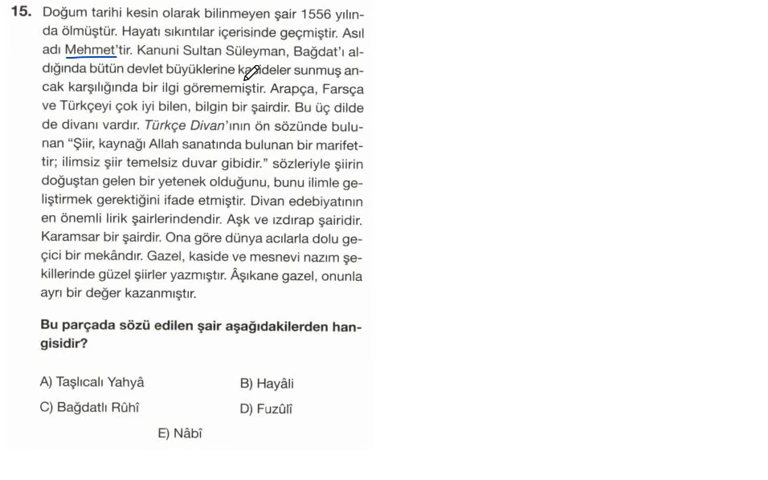 15. Doğum tarihi kesin olarak bilinmeyen şair 1556 yılın-
da ölmüştür. Hayatı sıkıntılar içerisinde geçmiştir. Asıl
adı Mehmet'tir. Kanuni Sultan Süleyman, Bağdat'ı al-
dığında bütün devlet büyüklerine kasideler sunmuş an-
cak karşılığında bir ilgi görememiştir. Arapça, Farsça
ve Türkçeyi çok iyi bilen, bilgin bir şairdir. Bu üç dilde
de divanı vardır. Türkçe Divan'ının ön sözünde bulu-
nan “Şiir, kaynağı Allah sanatında bulunan bir marifet-
tir; ilimsiz şiir temelsiz duvar gibidir.” sözleriyle şiirin
doğuştan gelen bir yetenek olduğunu, bunu ilimle ge-
liştirmek gerektiğini ifade etmiştir. Divan edebiyatının
en önemli lirik şairlerindendir. Aşk ve ızdırap şairidir.
Karamsar bir şairdir. Ona göre dünya acılarla dolu ge-
çici bir mekândır. Gazel, kaside ve mesnevi nazım şe-
killerinde güzel şiirler yazmıştır. Âşıkane gazel, onunla
ayrı bir değer kazanmıştır.
Bu parçada sözü edilen şair aşağıdakilerden han-
gisidir?
A) Taşlıcalı Yahyâ B) Hayâli
C) Bağdatlı Rûhî D) Fuzûlî
E) Nâbî